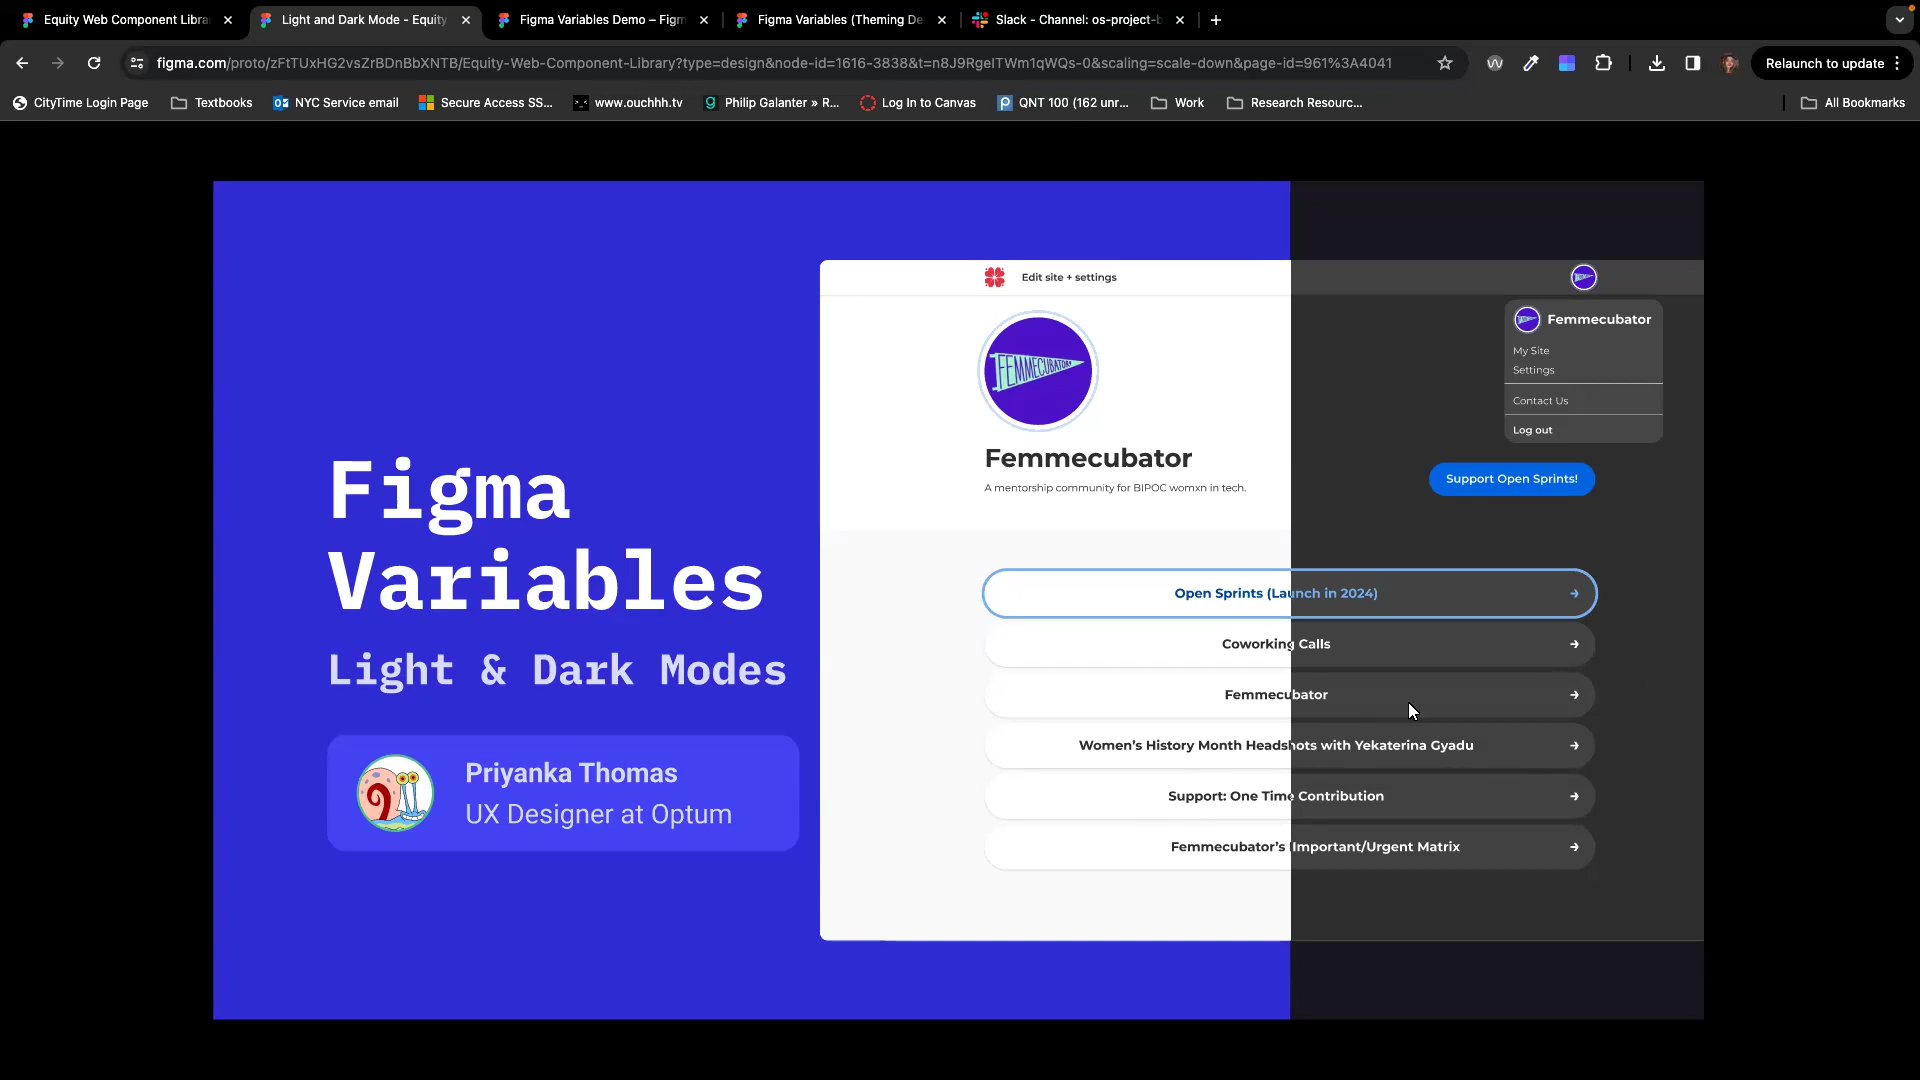 Equity Web Component Libra
Light and Dark Mode - Equity
Figma Variables Demo – Figm
Figma Variables (Theming De
Slack - Channel: os-project-b
figma.com/proto/zFtTUxHG2vsZrBDnBbXNTB/Equity-Web-Component-Library?type=design&node-id=1616-3838&t=n8J9RgeITWm1qWQs-0&scaling=scale-down&page-id=961%3A4041
Relaunch to update
CityTime Login Page
Textbooks
NYC Service email
Secure Access SS...
www.ouchhh.tv
Philip Galanter » R...
Log In to Canvas
QNT 100 (162 unr...
Work
Research Resourc...
All Bookmarks
Figma
Variables
Light & Dark Modes
Priyanka Thomas
UX Designer at Optum
Edit site + settings
FEMMECUBATOR
Femmecubator
A mentorship community for BIPOC womxn in tech.
Femmecubator
My Site
Settings
Contact Us
Log out
Support Open Sprints!
Open Sprints (Launch in 2024)
Coworking Calls
Femmecubator
Women's History Month Headshots with Yekaterina Gyadu
Support: One Time Contribution
Femmecubator's Important/Urgent Matrix